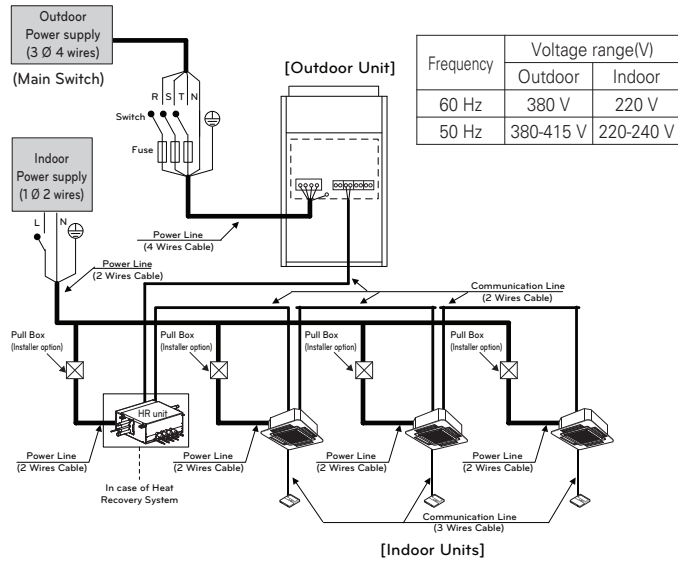 Outdoor
Power supply
(3 Ø 4 wires)
(Main Switch)
[Outdoor Unit]
Frequency
Voltage range(V)
Outdoor
Indoor
60 Hz
380 V
220 V
50 Hz
380-415 V
220-240 V
R S T N
Switch
Fuse
Indoor
Power supply
(1 Ø 2 wires)
L N
Power Line
(4 Wires Cable)
Power Line
(2 Wires Cable)
Communication Line
(2 Wires Cable)
Pull Box
(Installer option)
Pull Box
(Installer option)
Pull Box
(Installer option)
Pull Box
(Installer option)
HR unit
Power Line
(2 Wires Cable)
Power Line
(2 Wires Cable)
Power Line
(2 Wires Cable)
Power Line
(2 Wires Cable)
In case of Heat
Recovery System
Communication Line
(3 Wires Cable)
[Indoor Units]